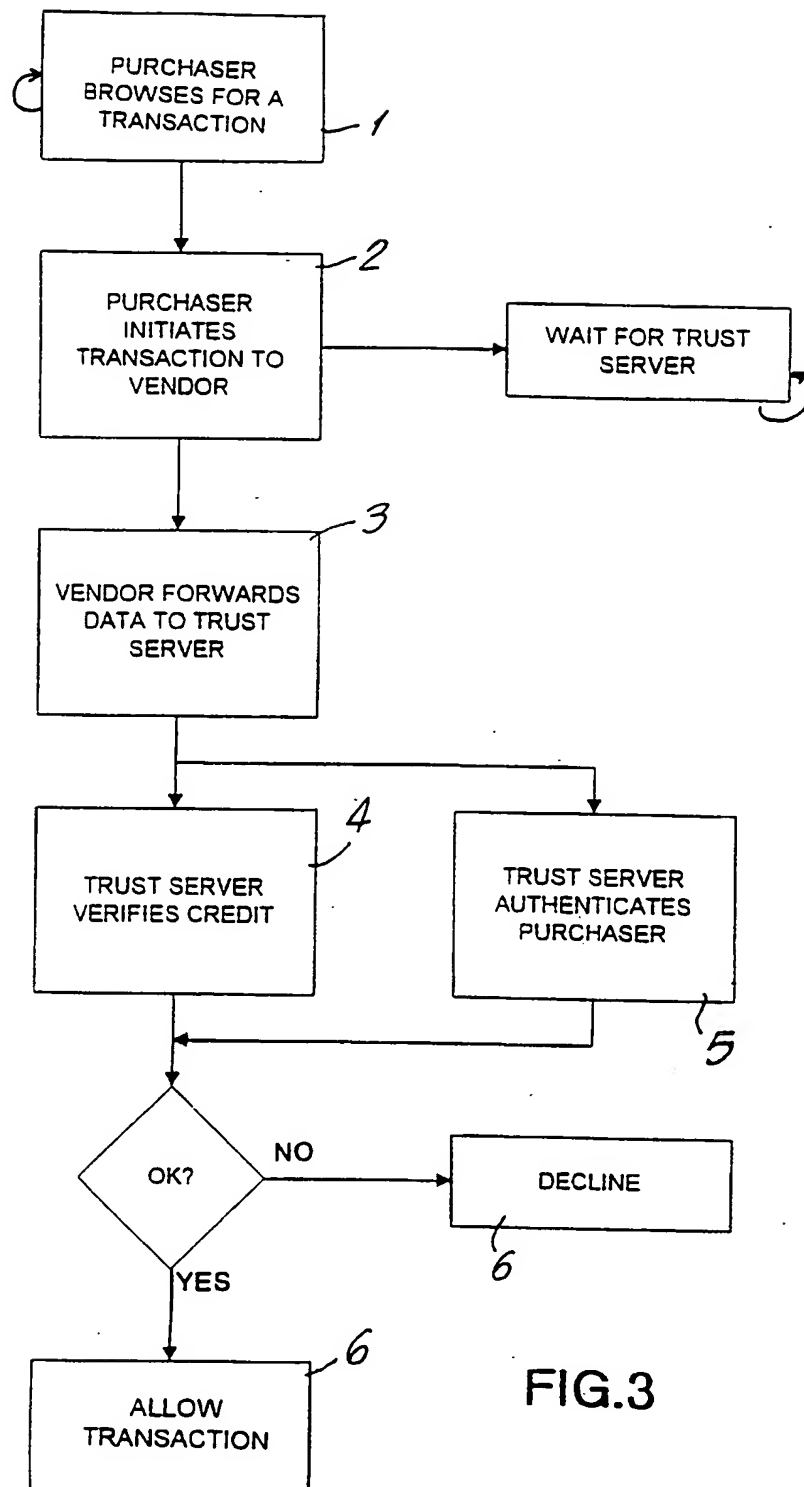 PURCHASER
BROWSES FOR A
TRANSACTION
1
2
PURCHASER
INITIATES
TRANSACTION TO
VENDOR
WAIT FOR TRUST
SERVER
3
VENDOR FORWARDS
DATA TO TRUST
SERVER
4
TRUST SERVER
VERIFIES CREDIT
TRUST SERVER
AUTHENTICATES
PURCHASER
5
OK?
NO
DECLINE
6
YES
6
ALLOW
TRANSACTION
FIG.3